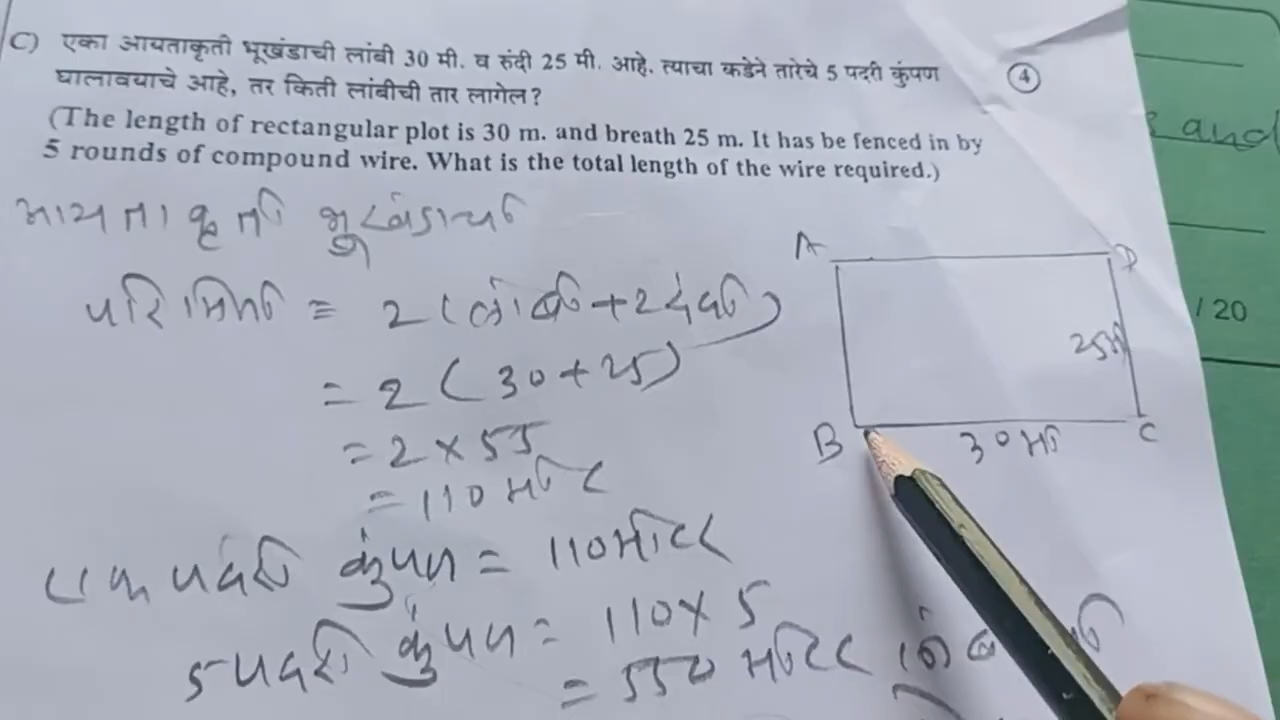 C) एका आयताकृती भूखंडाची लांबी 30 मी. व रुंदी 25 मी. आहे. त्याचा कडेने तारेचे 5 पदरी कुंपण
घालावयाचे आहे, तर किती लांबीची तार लागेल?
4
(The length of rectangular plot is 30 m. and breath 25 m. It has be fenced in by
5 rounds of compound wire. What is the total length of the wire required.)
and
आयताकृती भूखंडाची
A D
परिमिती = 2 (लांबी + रुंदी)
/ 20
25मी
= 2 (30 + 25)
= 2 × 55
B 30मी C
= 110 मीटर
एक पदरी कुंपण = 110 मीटर
5 पदरी कुंपण = 110 × 5
= 550 मीटर